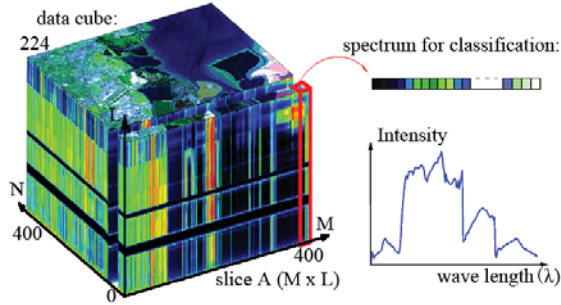 data cube:
224
spectrum for classification:
L
Intensity
N
400
M
400
0
slice A (M x L)
wave length (λ)